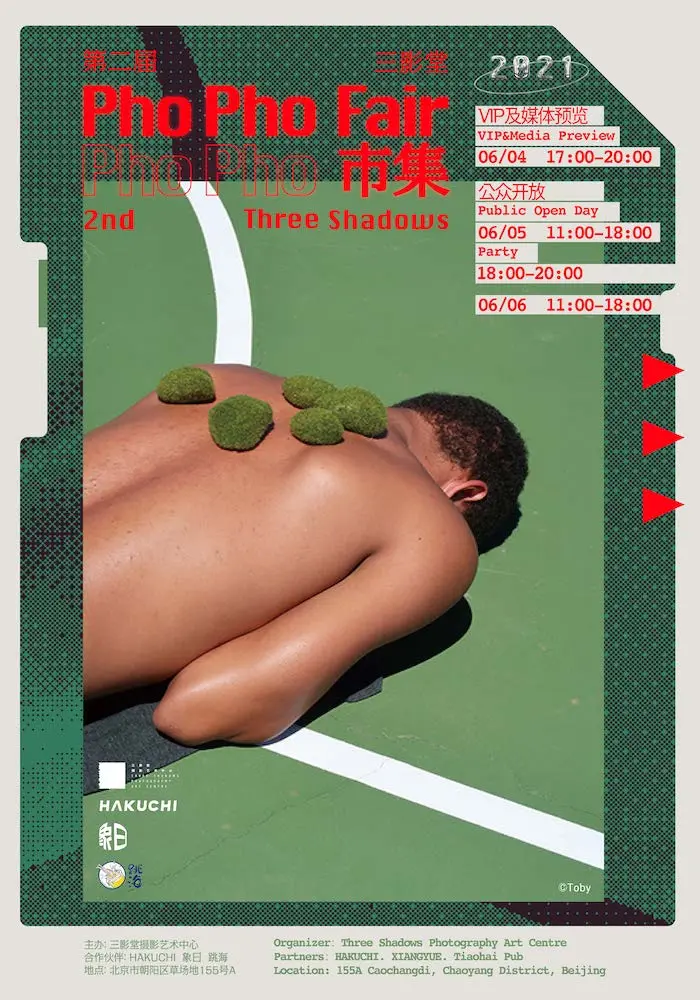 第二届 三影堂
Pho Pho Fair
Pho Pho 市集
2nd Three Shadows
2021
VIP及媒体预览
VIP&Media Preview
06/04 17:00-20:00
公众开放
Public Open Day
06/05 11:00-18:00
Party
18:00-20:00
06/06 11:00-18:00
HAKUCHI
象日
跳海
©Toby
主办: 三影堂摄影艺术中心
合作伙伴: HAKUCHI 象日 跳海
地点: 北京市朝阳区草场地155号A
Organizer: Three Shadows Photography Art Centre
Partners: HAKUCHI. XIANGYUE. Tiaohai Pub
Location: 155A Caochangdi, Chaoyang District, Beijing